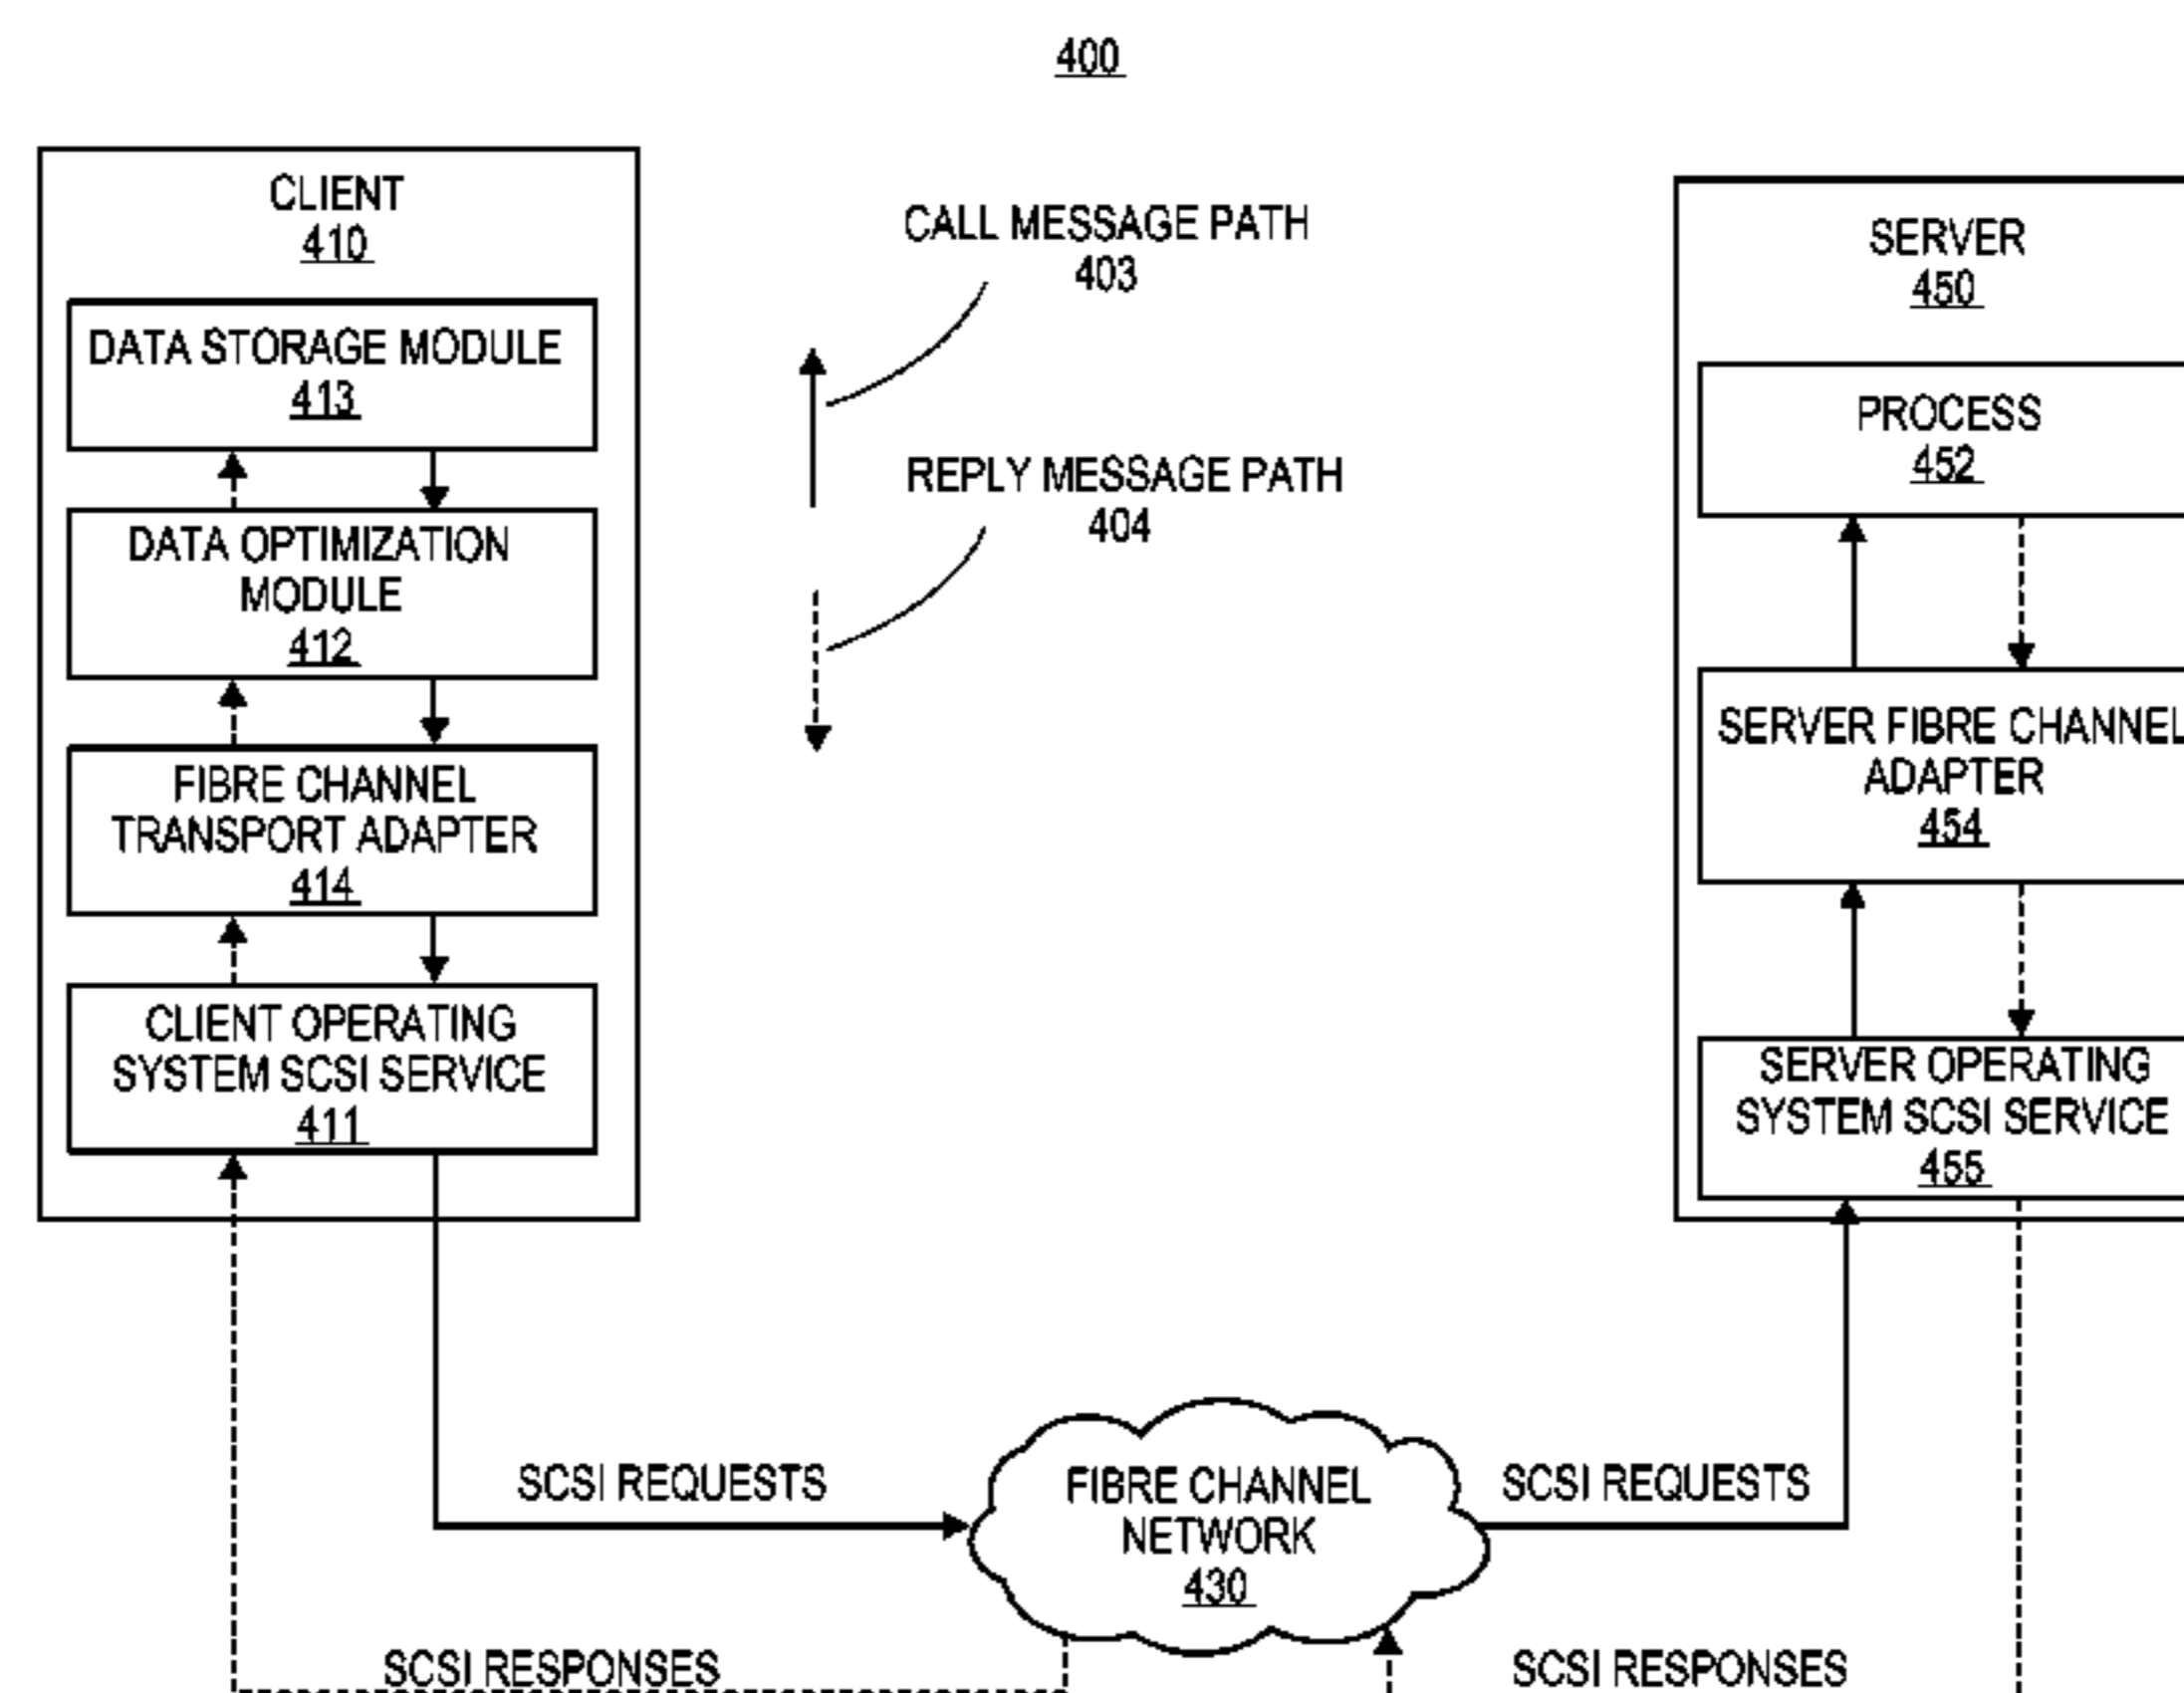 400
CLIENT
410
DATA STORAGE MODULE
413
DATA OPTIMIZATION
MODULE
412
FIBRE CHANNEL
TRANSPORT ADAPTER
414
CLIENT OPERATING
SYSTEM SCSI SERVICE
411
CALL MESSAGE PATH
403
REPLY MESSAGE PATH
404
SERVER
450
PROCESS
452
SERVER FIBRE CHANNEL
ADAPTER
454
SERVER OPERATING
SYSTEM SCSI SERVICE
455
SCSI REQUESTS
FIBRE CHANNEL
NETWORK
430
SCSI REQUESTS
SCSI RESPONSES
SCSI RESPONSES